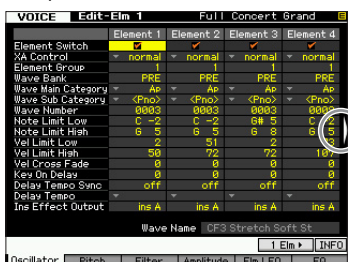 VOICE Edit-Elm 1 Full Concert Grand
Element 1 Element 2 Element 3 Element 4
Element Switch
XA Control normal normal normal normal
Element Group 1 1 1 1
Wave Bank PRE PRE PRE PRE
Wave Main Category AP AP AP AP
Wave Sub Category <Pno> <Pno> <Pno> <Pno>
Wave Number 0003 0003 0003 0003
Note Limit Low C -2 C -2 G# 5 C
Note Limit High G 5 G 5 G 8 G 5
Vel Limit Low 2 51 2
Vel Limit High 50 72 72 107
Vel Cross Fade 0 0 0 0
Key On Delay 0 0 0 0
Delay Tempo Sync off off off off
Delay Tempo
Ins Effect Output ins A ins A ins A ins A
Wave Name CF3 Stretch Soft St
1 Elm INFO
Oscillator Pitch Filter Amplitude Elm LFO EQ